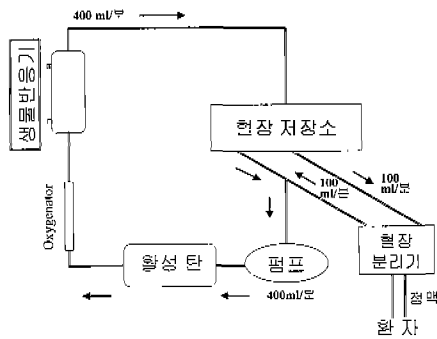 400 ml/분
생물반응기
혈장 저장소
100
ml/분
100
ml/분
Oxygenator
혈장
분리기
활성 탄
펌프
400ml/분
정맥
환 자